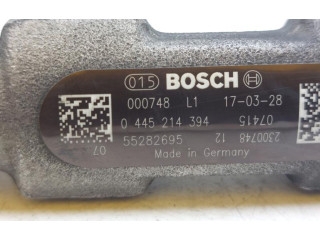 015 BOSCH
000748 L1 17-03-28
0 445 214 394 07415
55282695 12 2300748
07 Made in Germany